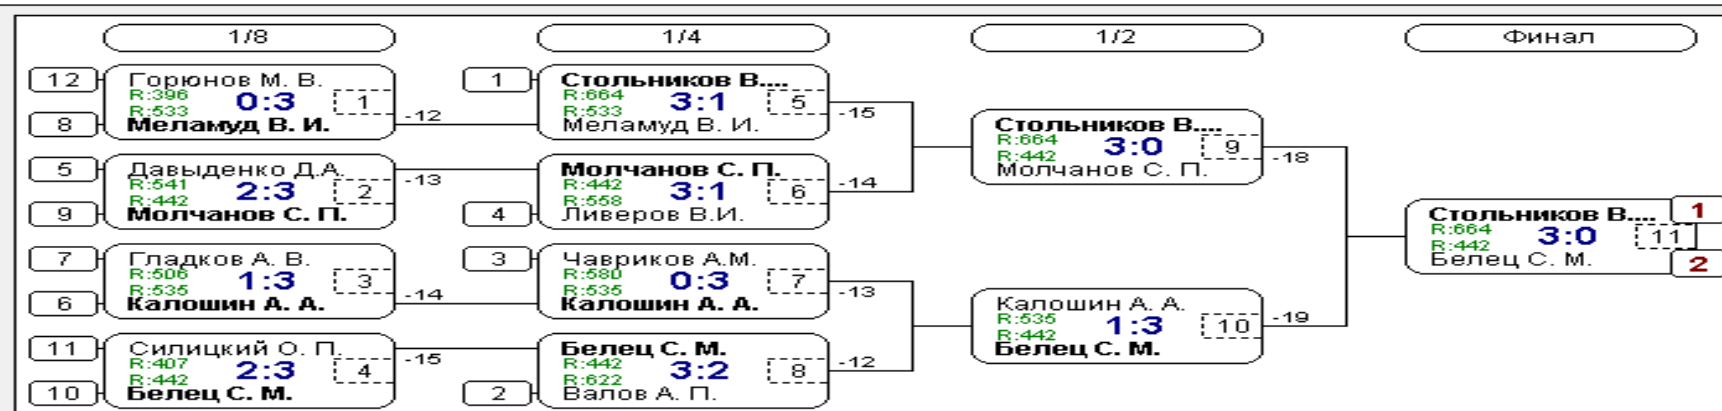 1/8
1/4
1/2
Финал
12
Горюнов М. В.
R:396
0:3
1
R:533
8
Меламуд В. И.
-12
5
Давыденко Д.А.
R:541
2:3
2
R:442
9
Молчанов С. П.
-13
7
Гладков А. В.
R:506
1:3
3
R:535
6
Калошин А. А.
-14
11
Силицкий О. П.
R:407
2:3
4
R:442
10
Белец С. М.
-15
1
Стольников В....
R:664
3:1
5
R:533
Меламуд В. И.
-15
Молчанов С. П.
R:442
3:1
6
R:558
4
Ливеров В.И.
-14
3
Чавриков А.М.
R:580
0:3
7
R:535
Калошин А. А.
-13
Белец С. М.
R:442
3:2
8
R:622
2
Валов А. П.
-12
Стольников В....
R:664
3:0
9
R:442
Молчанов С. П.
-18
Калошин А. А.
R:535
1:3
10
R:442
Белец С. М.
-19
Стольников В....
1
R:664
3:0
11
R:442
Белец С. М.
2